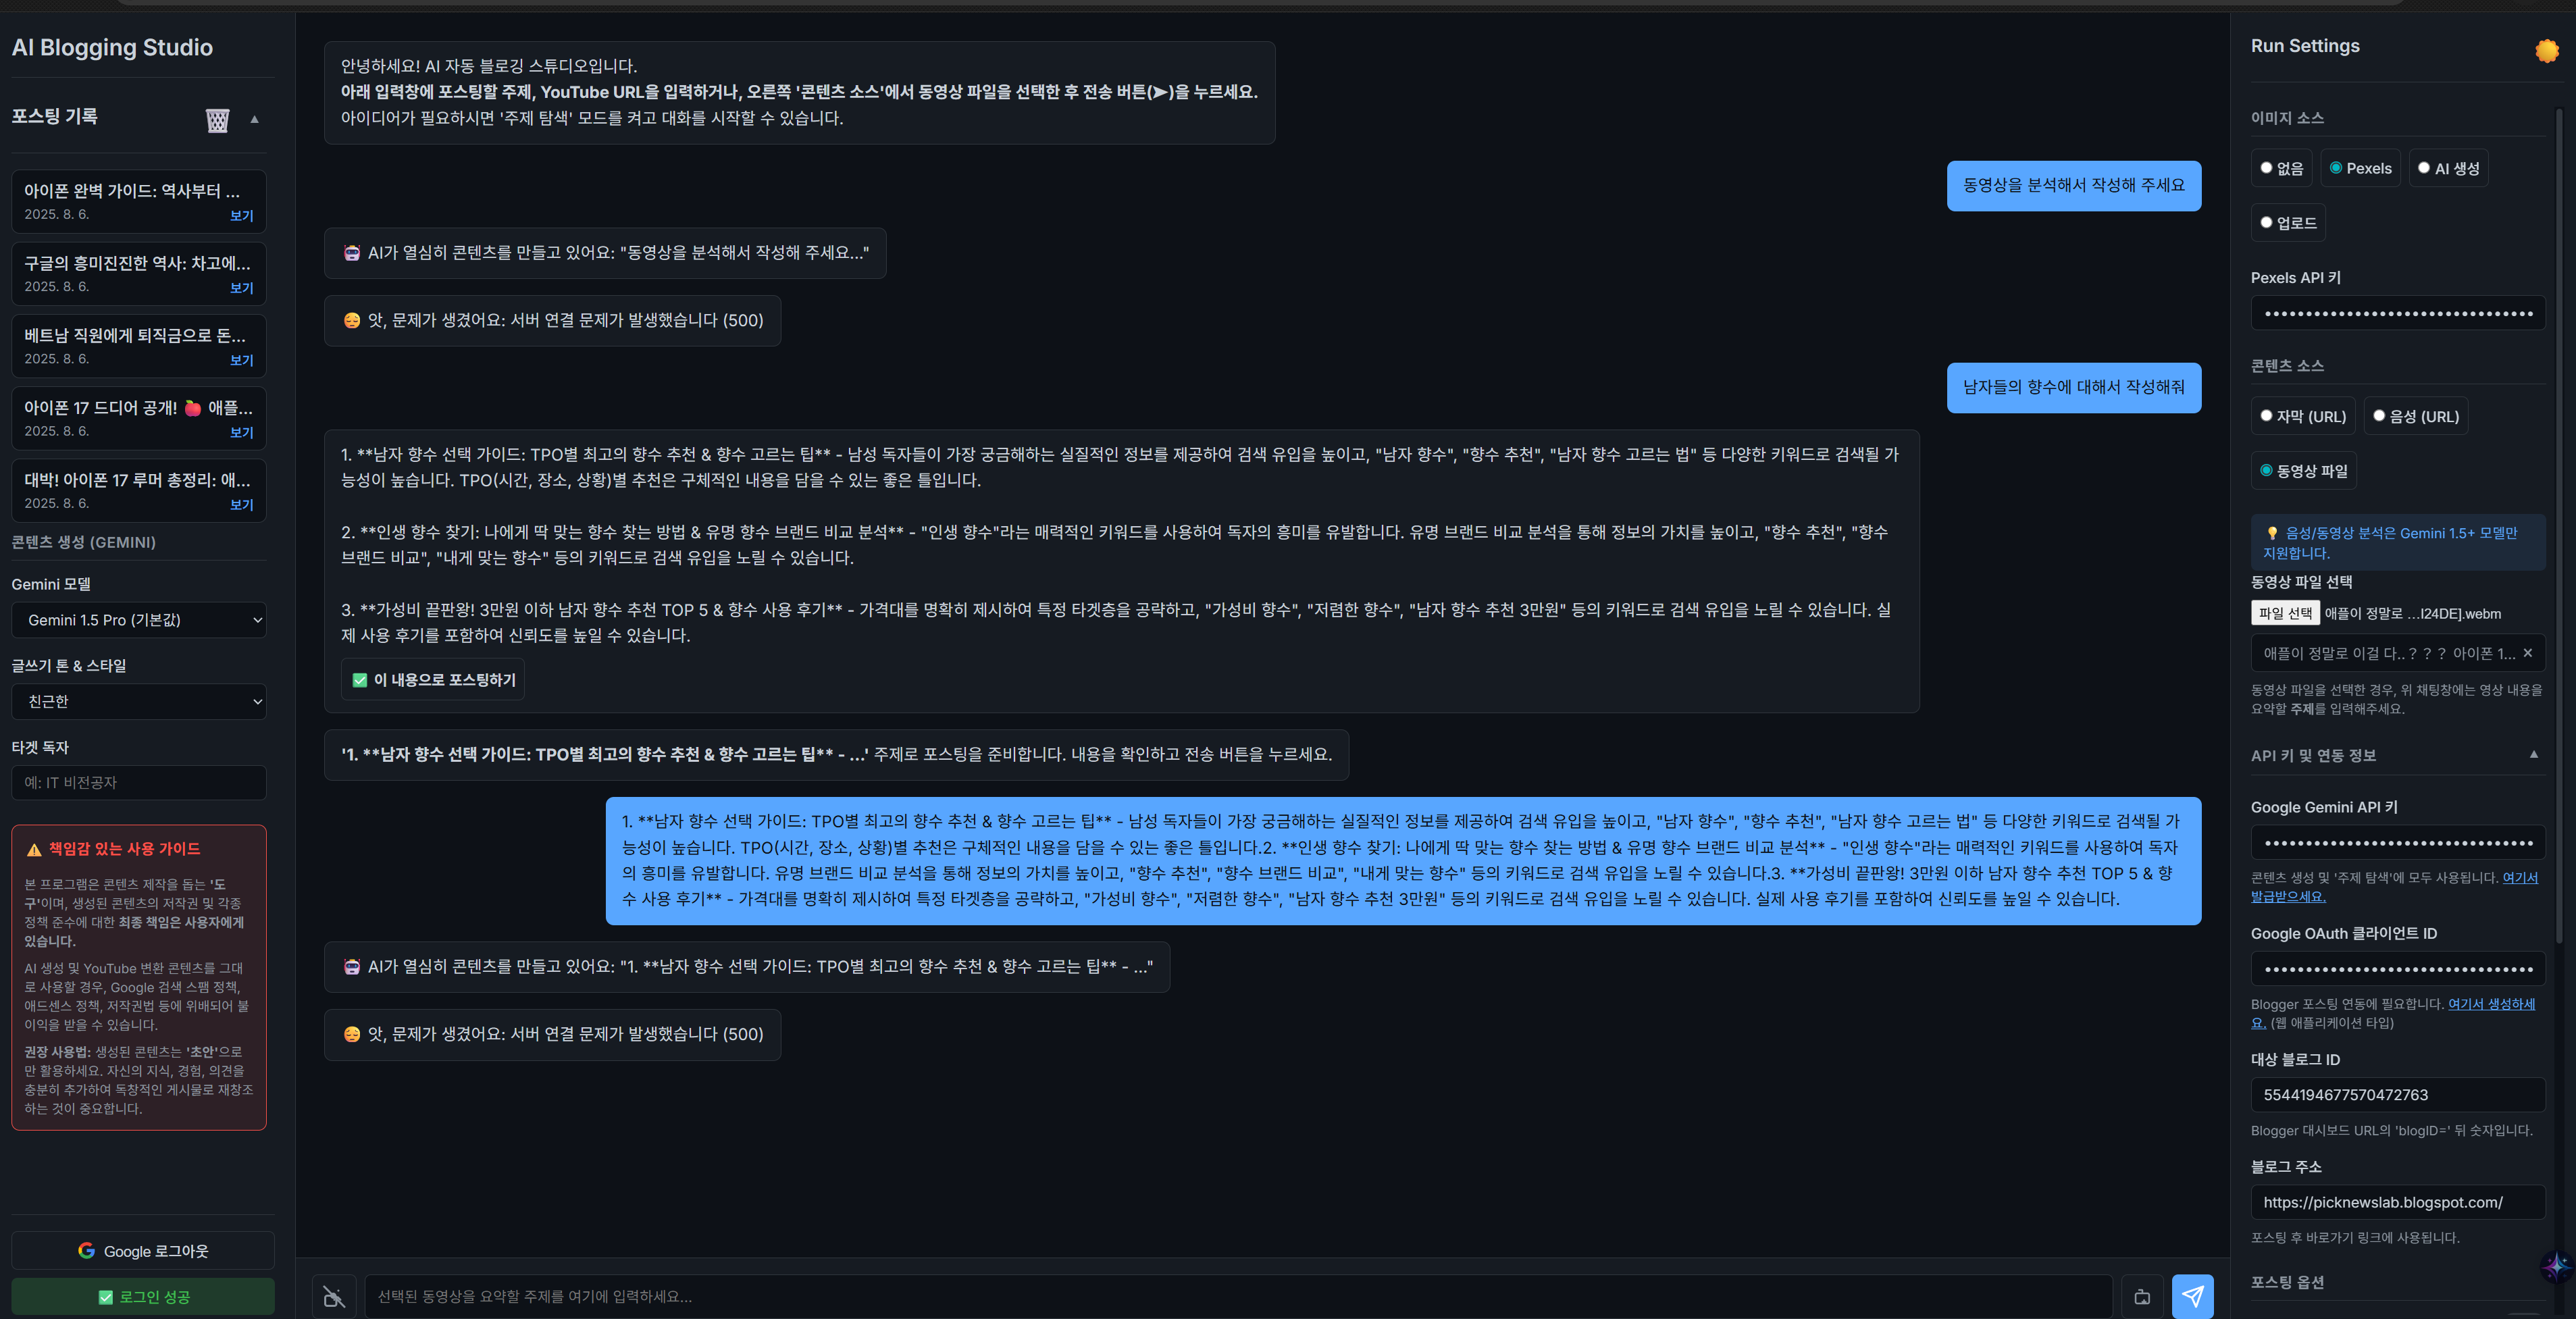 AI Blogging Studio
포스팅 기록
▲
아이폰 완벽 가이드: 역사부터 ...
2025. 8. 6.
보기
구글의 흥미진진한 역사: 차고에...
2025. 8. 6.
보기
베트남 직원에게 퇴직금으로 돈...
2025. 8. 6.
보기
아이폰 17 드디어 공개! 🍎 애플...
2025. 8. 6.
보기
대박! 아이폰 17 루머 총정리: 애...
2025. 8. 6.
보기
콘텐츠 생성 (GEMINI)
Gemini 모델
Gemini 1.5 Pro (기본값)
글쓰기 톤 & 스타일
친근한
타겟 독자
예: IT 비전공자
⚠️ 책임감 있는 사용 가이드
본 프로그램은 콘텐츠 제작을 돕는 '도
구'이며, 생성된 콘텐츠의 저작권 및 각종
정책 준수에 대한 최종 책임은 사용자에게
있습니다.
AI 생성 및 YouTube 변환 콘텐츠를 그대
로 사용할 경우, Google 검색 스팸 정책,
애드센스 정책, 저작권법 등에 위배되어 불
이익을 받을 수 있습니다.
권장 사용법: 생성된 콘텐츠는 '초안'으로
만 활용하세요. 자신의 지식, 경험, 의견을
충분히 추가하여 독창적인 게시물로 재창조
하는 것이 중요합니다.
Google 로그아웃
✅ 로그인 성공
안녕하세요! AI 자동 블로깅 스튜디오입니다.
아래 입력창에 포스팅할 주제, YouTube URL을 입력하거나, 오른쪽 '콘텐츠 소스'에서 동영상 파일을 선택한 후 전송 버튼(➤)을 누르세요.
아이디어가 필요하시면 '주제 탐색' 모드를 켜고 대화를 시작할 수 있습니다.
동영상을 분석해서 작성해 주세요
🤖 AI가 열심히 콘텐츠를 만들고 있어요: "동영상을 분석해서 작성해 주세요..."
😔 앗, 문제가 생겼어요: 서버 연결 문제가 발생했습니다 (500)
남자들의 향수에 대해서 작성해줘
1. **남자 향수 선택 가이드: TPO별 최고의 향수 추천 & 향수 고르는 팁** - 남성 독자들이 가장 궁금해하는 실질적인 정보를 제공하여 검색 유입을 높이고, "남자 향수", "향수 추천", "남자 향수 고르는 법" 등 다양한 키워드로 검색될 가
능성이 높습니다. TPO(시간, 장소, 상황)별 추천은 구체적인 내용을 담을 수 있는 좋은 틀입니다.
2. **인생 향수 찾기: 나에게 딱 맞는 향수 찾는 방법 & 유명 향수 브랜드 비교 분석** - "인생 향수"라는 매력적인 키워드를 사용하여 독자의 흥미를 유발합니다. 유명 브랜드 비교 분석을 통해 정보의 가치를 높이고, "향수 추천", "향수
브랜드 비교", "내게 맞는 향수" 등의 키워드로 검색 유입을 노릴 수 있습니다.
3. **가성비 끝판왕! 3만원 이하 남자 향수 추천 TOP 5 & 향수 사용 후기** - 가격대를 명확히 제시하여 특정 타겟층을 공략하고, "가성비 향수", "저렴한 향수", "남자 향수 추천 3만원" 등의 키워드로 검색 유입을 노릴 수 있습니다. 실
제 사용 후기를 포함하여 신뢰도를 높일 수 있습니다.
✅ 이 내용으로 포스팅하기
'1. **남자 향수 선택 가이드: TPO별 최고의 향수 추천 & 향수 고르는 팁** - ...' 주제로 포스팅을 준비합니다. 내용을 확인하고 전송 버튼을 누르세요.
1. **남자 향수 선택 가이드: TPO별 최고의 향수 추천 & 향수 고르는 팁** - 남성 독자들이 가장 궁금해하는 실질적인 정보를 제공하여 검색 유입을 높이고, "남자 향수", "향수 추천", "남자 향수 고르는 법" 등 다양한 키워드로 검색될 가
능성이 높습니다. TPO(시간, 장소, 상황)별 추천은 구체적인 내용을 담을 수 있는 좋은 틀입니다.2. **인생 향수 찾기: 나에게 딱 맞는 향수 찾는 방법 & 유명 향수 브랜드 비교 분석** - "인생 향수"라는 매력적인 키워드를 사용하여 독자
의 흥미를 유발합니다. 유명 브랜드 비교 분석을 통해 정보의 가치를 높이고, "향수 추천", "향수 브랜드 비교", "내게 맞는 향수" 등의 키워드로 검색 유입을 노릴 수 있습니다.3. **가성비 끝판왕! 3만원 이하 남자 향수 추천 TOP 5 & 향
수 사용 후기** - 가격대를 명확히 제시하여 특정 타겟층을 공략하고, "가성비 향수", "저렴한 향수", "남자 향수 추천 3만원" 등의 키워드로 검색 유입을 노릴 수 있습니다. 실제 사용 후기를 포함하여 신뢰도를 높일 수 있습니다.
🤖 AI가 열심히 콘텐츠를 만들고 있어요: "1. **남자 향수 선택 가이드: TPO별 최고의 향수 추천 & 향수 고르는 팁** - ..."
😔 앗, 문제가 생겼어요: 서버 연결 문제가 발생했습니다 (500)
선택된 동영상을 요약할 주제를 여기에 입력하세요...
Run Settings
이미지 소스
없음
Pexels
AI 생성
업로드
Pexels API 키
••••••••••••••••••••••••••••••••
콘텐츠 소스
자막 (URL)
음성 (URL)
동영상 파일
💡 음성/동영상 분석은 Gemini 1.5+ 모델만
지원합니다.
동영상 파일 선택
파일 선택 애플이 정말로 ...I24DE].webm
애플이 정말로 이걸 다..？？？ 아이폰 1... ×
동영상 파일을 선택한 경우, 위 채팅창에는 영상 내용을
요약할 주제를 입력해주세요.
API 키 및 연동 정보
▲
Google Gemini API 키
••••••••••••••••••••••••••••••••
콘텐츠 생성 및 '주제 탐색'에 모두 사용됩니다. 여기서
발급받으세요.
Google OAuth 클라이언트 ID
••••••••••••••••••••••••••••••••
Blogger 포스팅 연동에 필요합니다. 여기서 생성하세
요. (웹 애플리케이션 타입)
대상 블로그 ID
5544194677570472763
Blogger 대시보드 URL의 'blogID=' 뒤 숫자입니다.
블로그 주소
https://picknewslab.blogspot.com/
포스팅 후 바로가기 링크에 사용됩니다.
포스팅 옵션